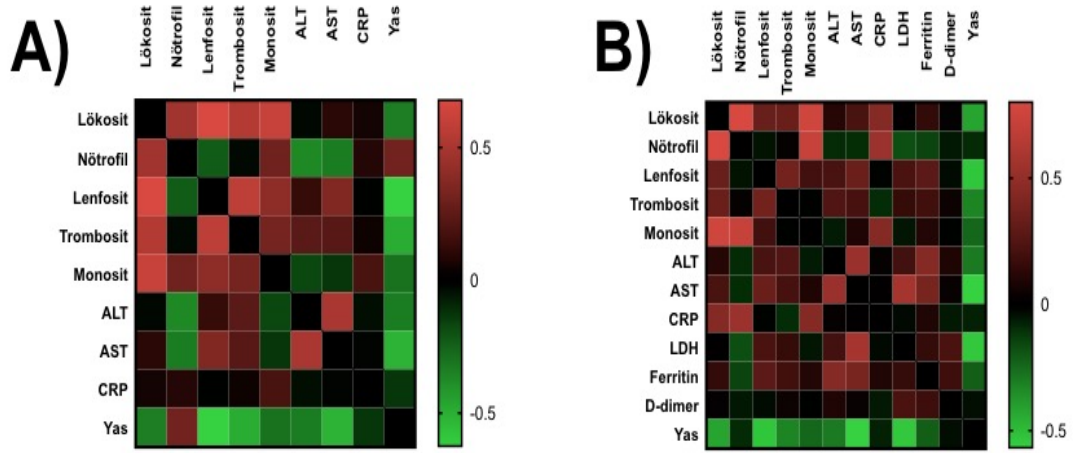 A)
Lökosit Nötrofil Lenfosit Trombosit Monosit ALT AST CRP Yas
Lökosit
Nötrofil
Lenfosit
Trombosit
Monosit
ALT
AST
CRP
Yas
0.5
0
-0.5
B)
Lökosit Nötrofil Lenfosit Trombosit Monosit ALT AST CRP LDH Ferritin D-dimer Yas
Lökosit
Nötrofil
Lenfosit
Trombosit
Monosit
ALT
AST
CRP
LDH
Ferritin
D-dimer
Yas
0.5
0
-0.5